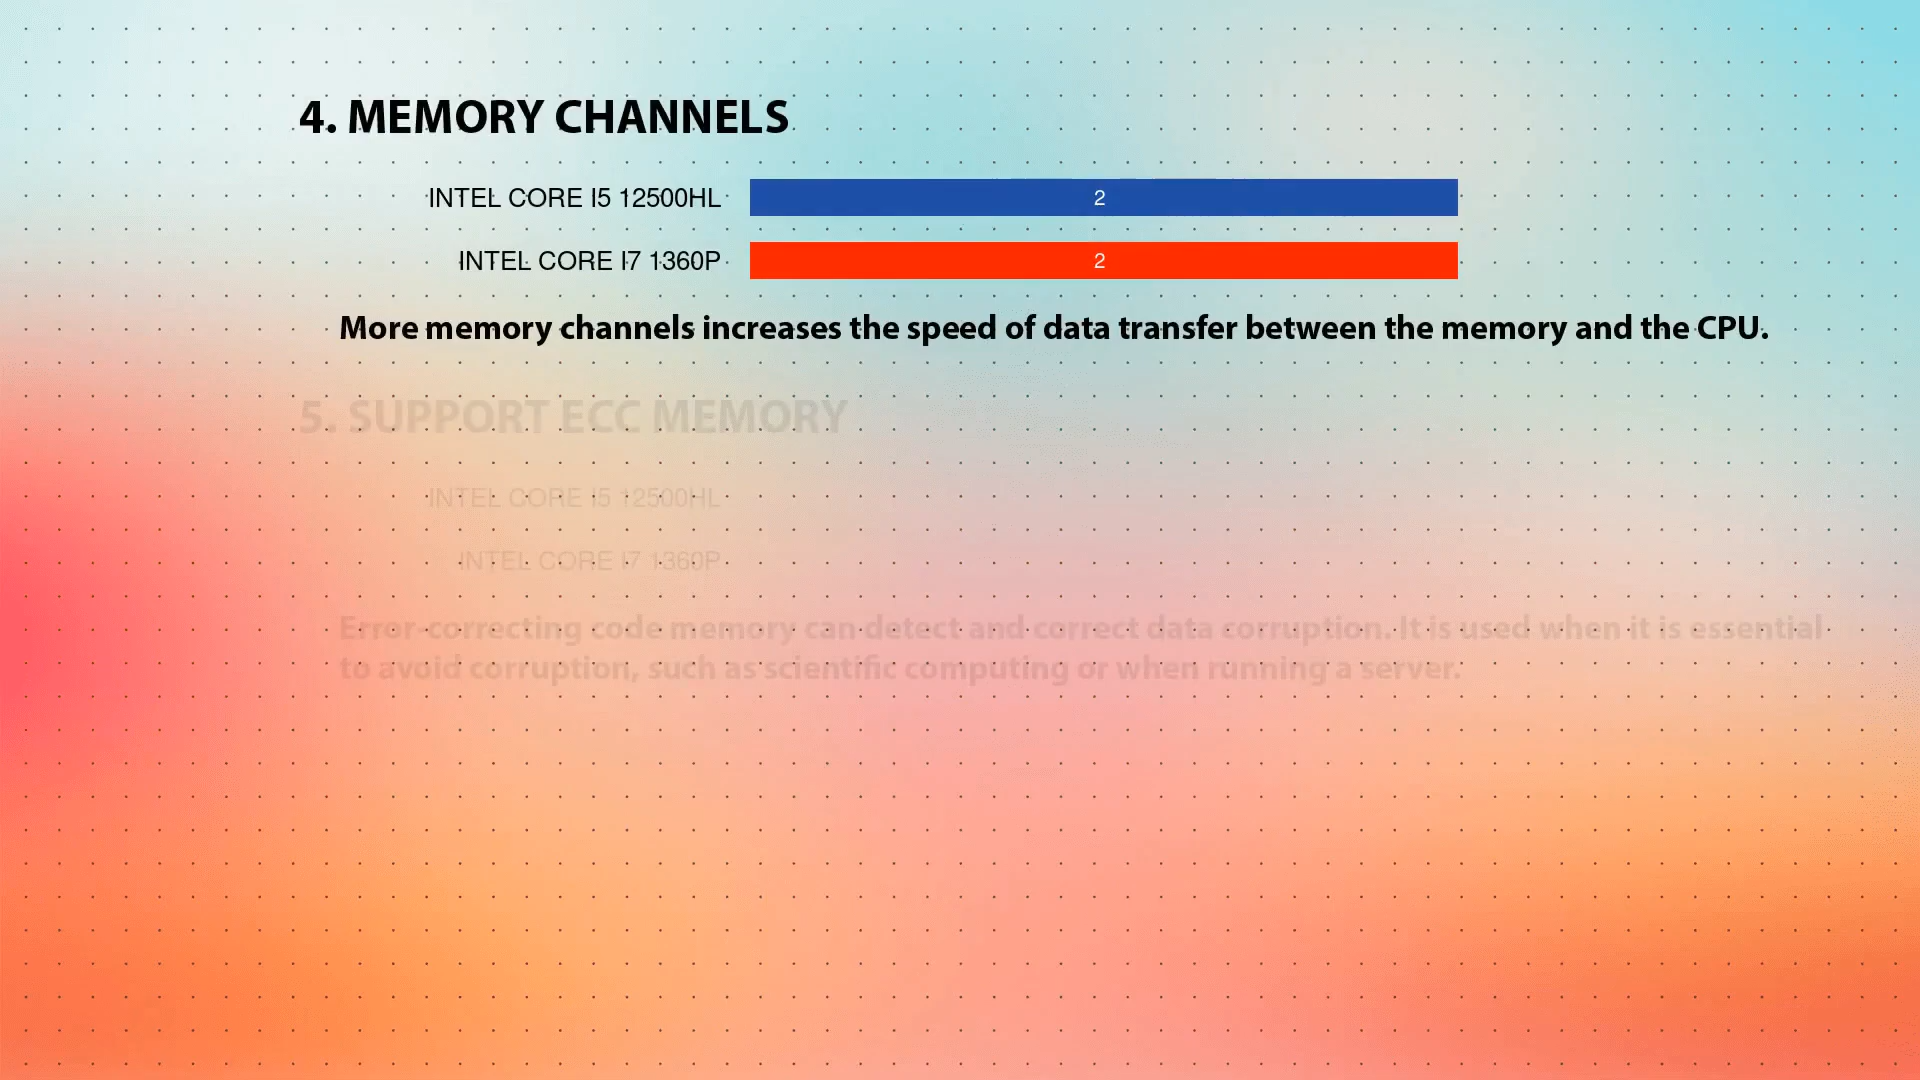 4. MEMORY CHANNELS
INTEL CORE I5 12500HL
2
INTEL CORE I7 1360P
2
More memory channels increases the speed of data transfer between the memory and the CPU.
5. SUPPORT ECC MEMORY
INTEL CORE I5 12500HL
INTEL CORE I7 1360P
Error-correcting code memory can detect and correct data corruption. It is used when it is essential
to avoid corruption, such as scientific computing or when running a server.